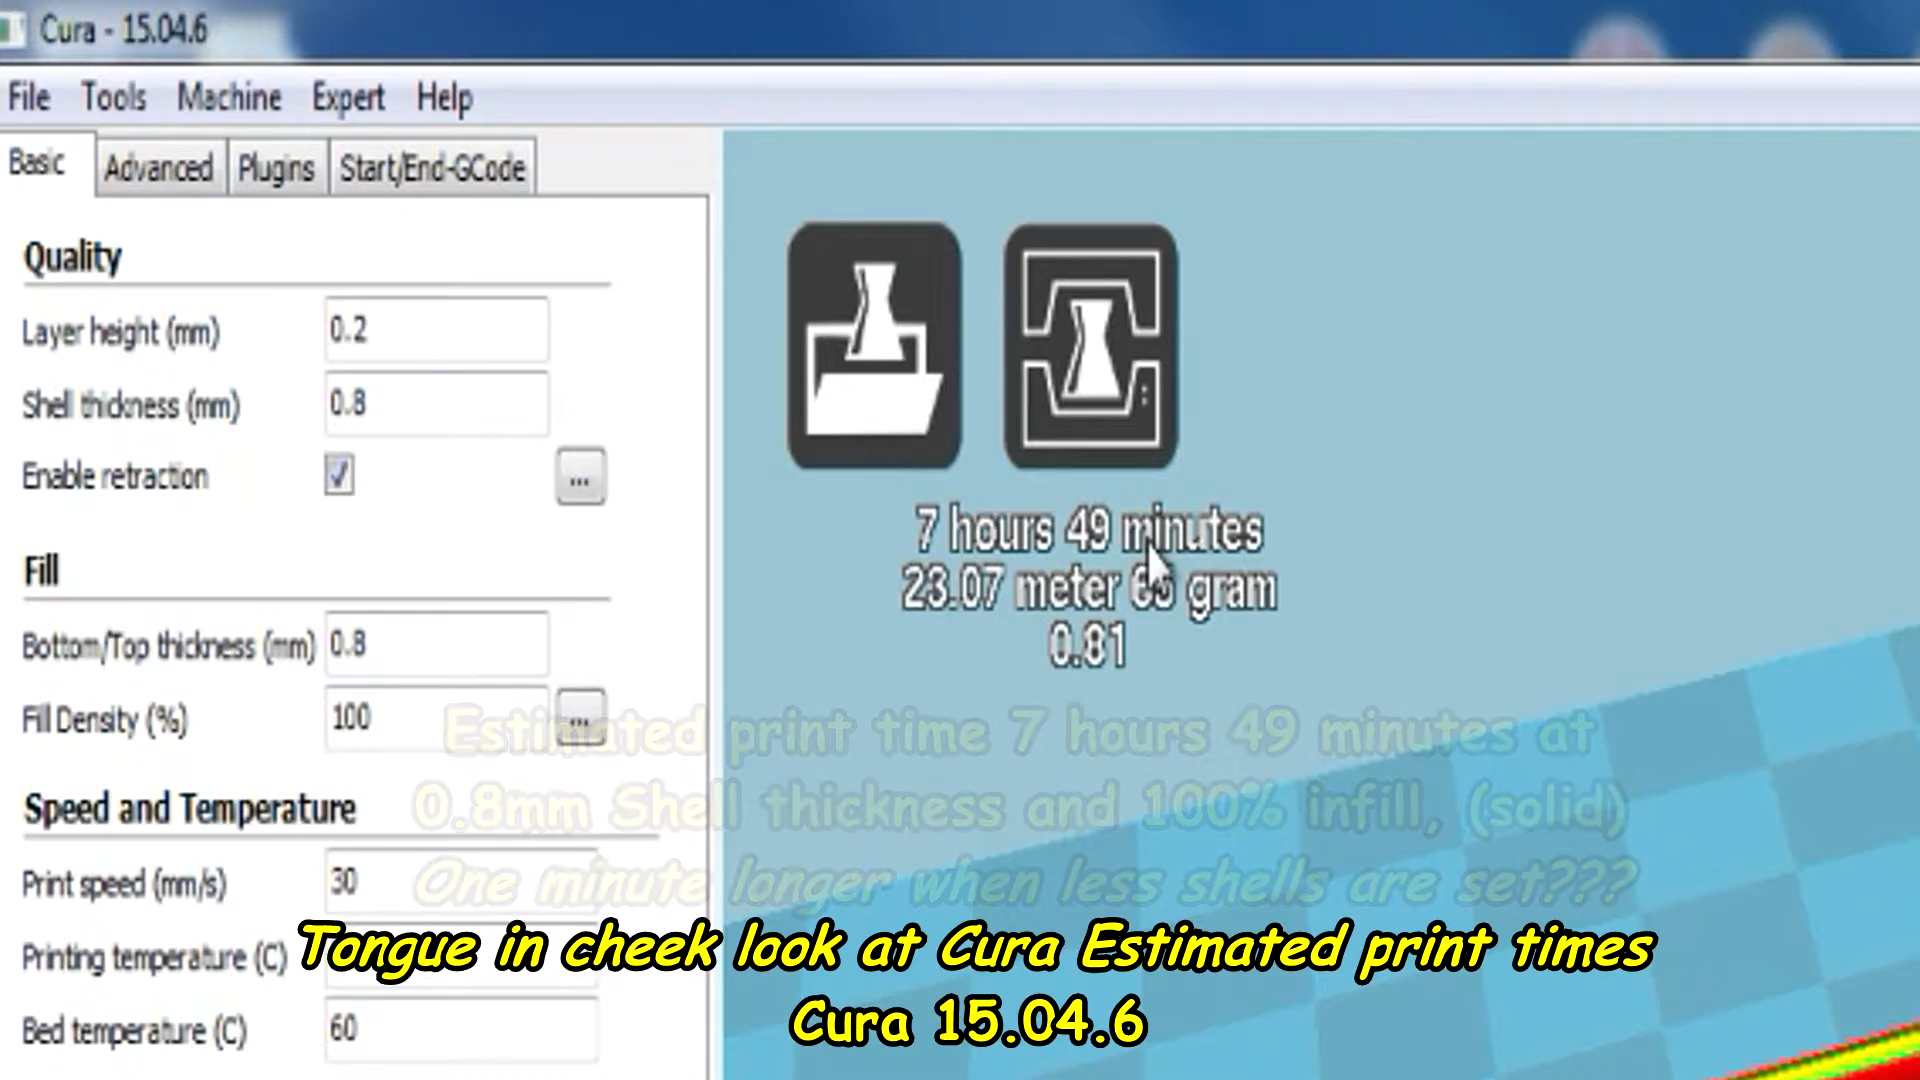 Cura - 15.04.6
File Tools Machine Expert Help
Basic Advanced Plugins Start/End-GCode
Quality
Layer height (mm) 0.2
Shell thickness (mm) 0.8
Enable retraction ...
Fill
Bottom/Top thickness (mm) 0.8
Fill Density (%) 100 ...
Speed and Temperature
Print speed (mm/s) 30
Printing temperature (C)
Bed temperature (C) 60
7 hours 49 minutes
23.07 meter gram
0.81
Estimated print time 7 hours 49 minutes at
0.8mm Shell thickness and 100% infill, (solid)
One minute longer when less shells are set???
Tongue in cheek look at Cura Estimated print times
Cura 15.04.6